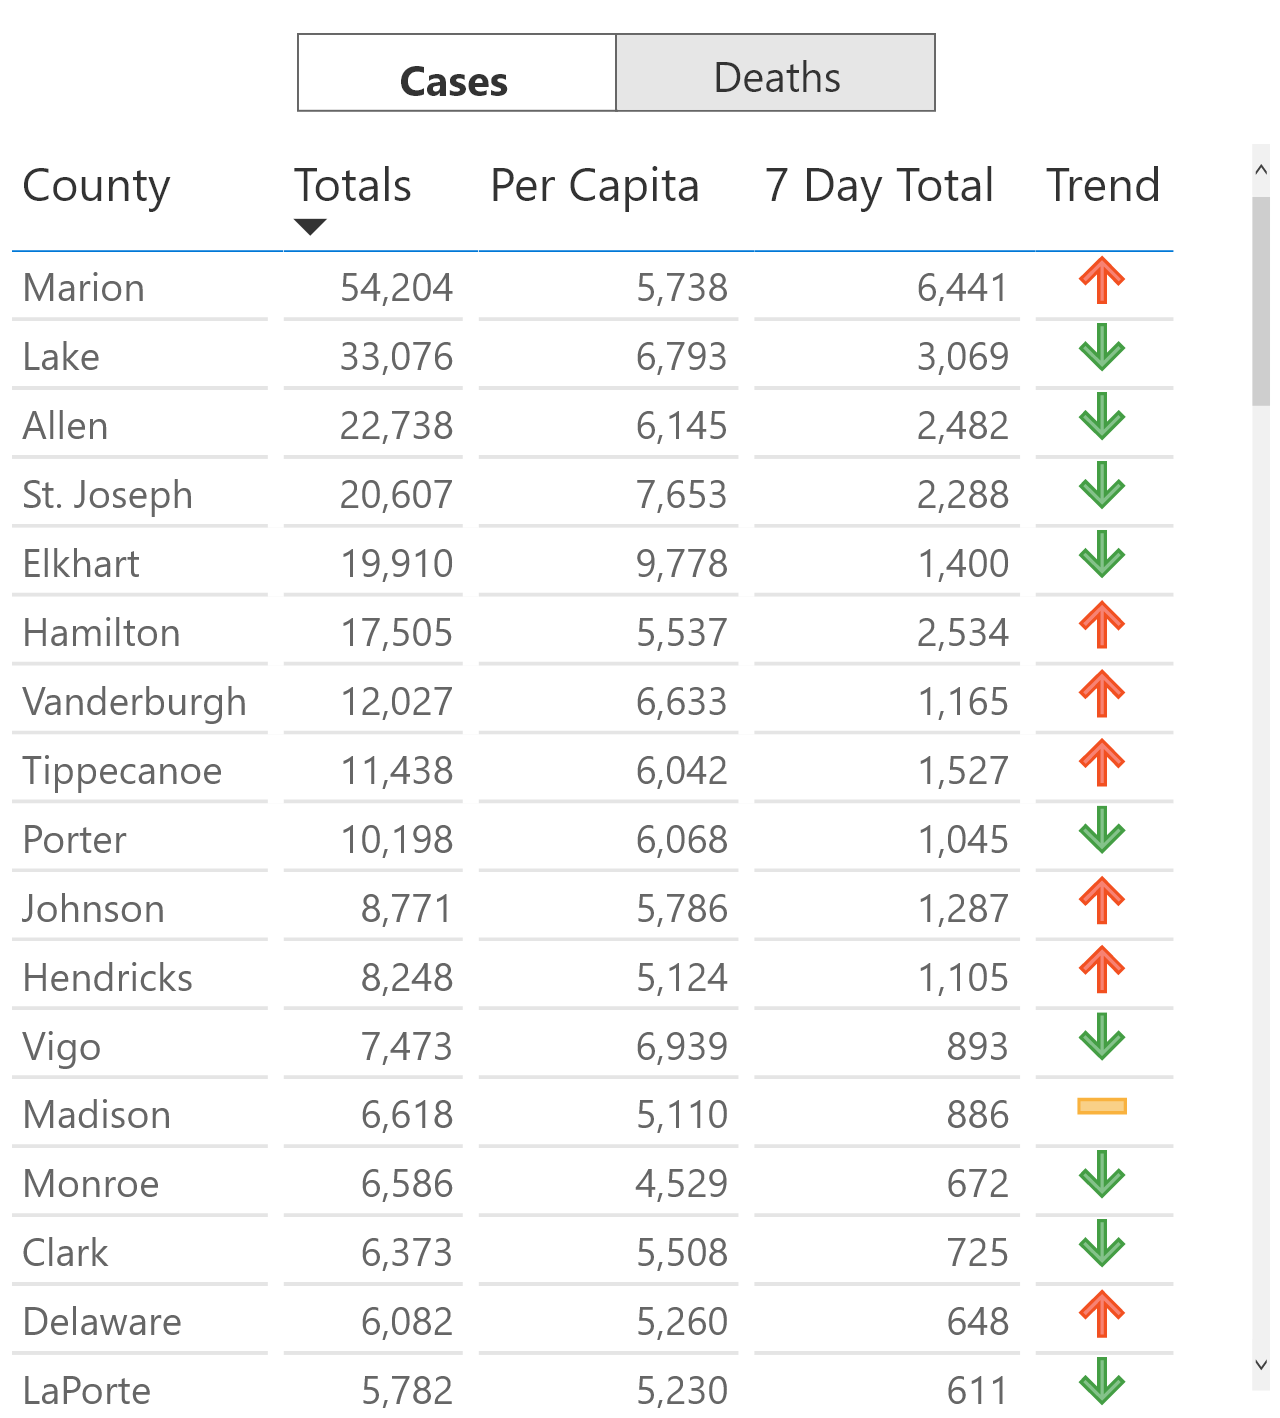 Cases Deaths
County Totals Per Capita 7 Day Total Trend
Marion 54,204 5,738 6,441
Lake 33,076 6,793 3,069
Allen 22,738 6,145 2,482
St. Joseph 20,607 7,653 2,288
Elkhart 19,910 9,778 1,400
Hamilton 17,505 5,537 2,534
Vanderburgh 12,027 6,633 1,165
Tippecanoe 11,438 6,042 1,527
Porter 10,198 6,068 1,045
Johnson 8,771 5,786 1,287
Hendricks 8,248 5,124 1,105
Vigo 7,473 6,939 893
Madison 6,618 5,110 886
Monroe 6,586 4,529 672
Clark 6,373 5,508 725
Delaware 6,082 5,260 648
LaPorte 5,782 5,230 611